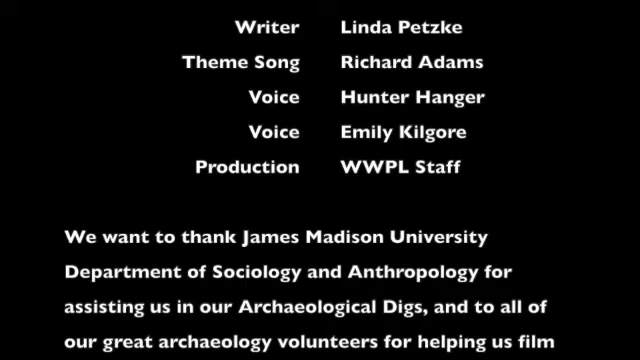 Writer Linda Petzke
Theme Song Richard Adams
Voice Hunter Hanger
Voice Emily Kilgore
Production WWPL Staff
We want to thank James Madison University
Department of Sociology and Anthropology for
assisting us in our Archaeological Digs, and to all of
our great archaeology volunteers for helping us film